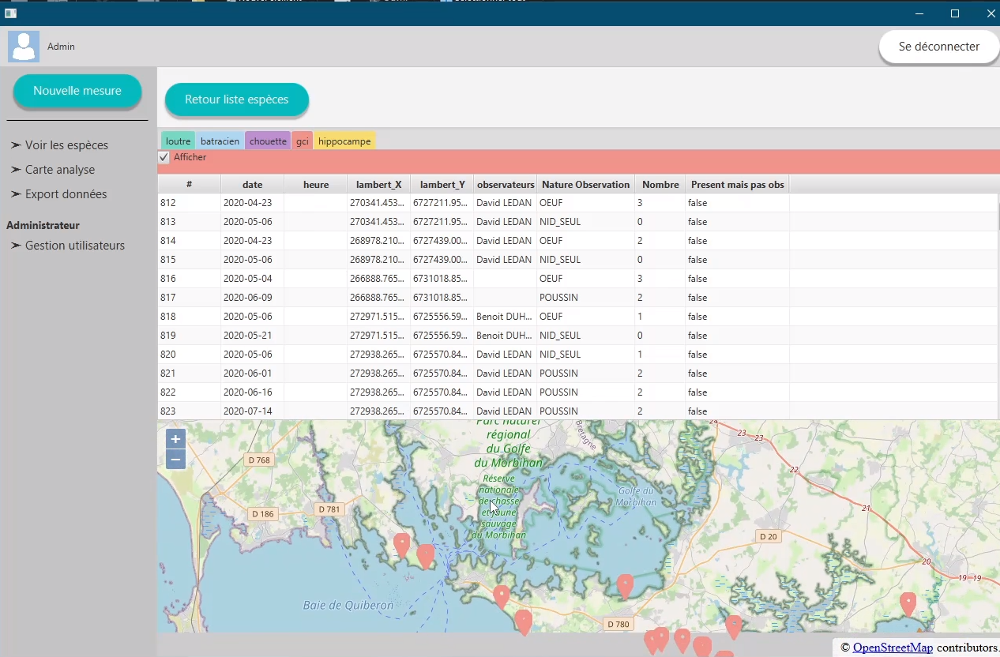 Admin
Se déconnecter
Nouvelle mesure
Retour liste espèces
➢ Voir les espèces
➢ Carte analyse
➢ Export données
Administrateur
➢ Gestion utilisateurs
loutre batracien chouette gci hippocampe
Afficher
# date heure lambert_X lambert_Y observateurs Nature Observation Nombre Present mais pas obs
812 2020-04-23 270341.453... 6727211.95... David LEDAN OEUF 3 false
813 2020-05-06 270341.453... 6727211.95... David LEDAN NID_SEUL 0 false
814 2020-04-23 268978.210... 6727439.00... David LEDAN OEUF 2 false
815 2020-05-06 268978.210... 6727439.00... David LEDAN NID_SEUL 0 false
816 2020-05-04 266888.765... 6731018.85... OEUF 3 false
817 2020-06-09 266888.765... 6731018.85... POUSSIN 2 false
818 2020-05-06 272971.515... 6725556.59... Benoit DUH... OEUF 1 false
819 2020-05-21 272971.515... 6725556.59... Benoit DUH... NID_SEUL 0 false
820 2020-05-06 272938.265... 6725570.84... David LEDAN NID_SEUL 1 false
821 2020-06-01 272938.265... 6725570.84... David LEDAN POUSSIN 2 false
822 2020-06-16 272938.265... 6725570.84... David LEDAN POUSSIN 2 false
823 2020-07-14 272938.265... 6725570.84... David LEDAN POUSSIN 2 false
+
−
Parc naturel
régional
du Golfe
du Morbihan
Bretagne
Réserve
nationale
de chasse
et faune
sauvage
du Morbihan
Golfe du
Morbihan
D 768
D 186
D 781
D 20
D 780
24
23
23
22
21
20
19
19
Baie de Quiberon
© OpenStreetMap contributors.